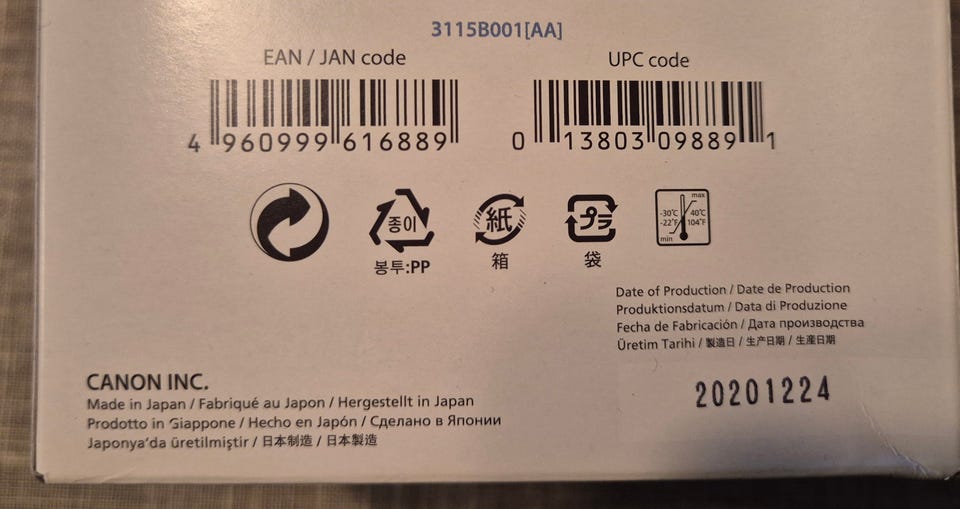 3115B001[AA]
EAN / JAN code
UPC code
4 960999 616889
0 13803 09889 1
종이
봉투:PP
紙
箱
プラ
袋
max
-30℃ 40℃
-22℉ 104℉
min
Date of Production / Date de Production
Produktionsdatum / Data di Produzione
Fecha de Fabricación / Дата производства
Üretim Tarihi / 製造日 / 生产日期 / 生産日期
20201224
CANON INC.
Made in Japan / Fabriqué au Japon / Hergestellt in Japan
Prodotto in Giappone / Hecho en Japón / Сделано в Японии
Japonya'da üretilmiştir / 日本制造 / 日本製造